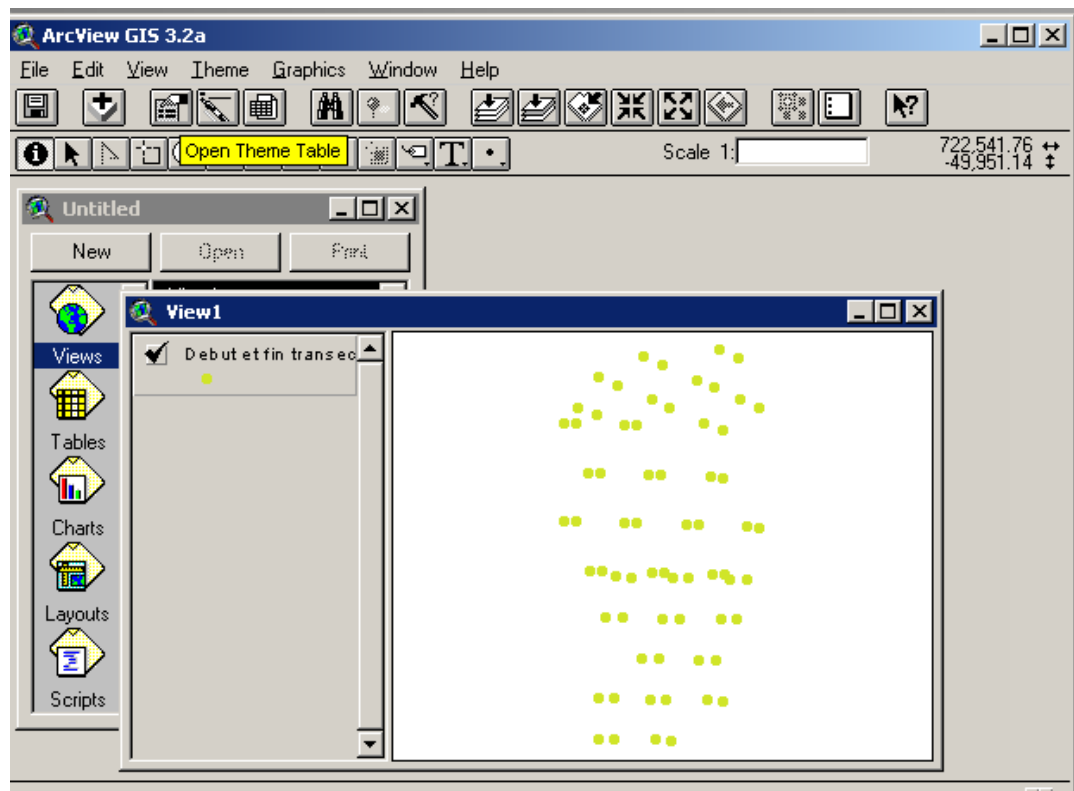 ArcView GIS 3.2a
File Edit View Theme Graphics Window Help
Open Theme Table T Scale 1: 722,541.76
-49,951.14
Untitled
New Open Print
View1
Views Debut et fin transec
Tables
Charts
Layouts
Scripts